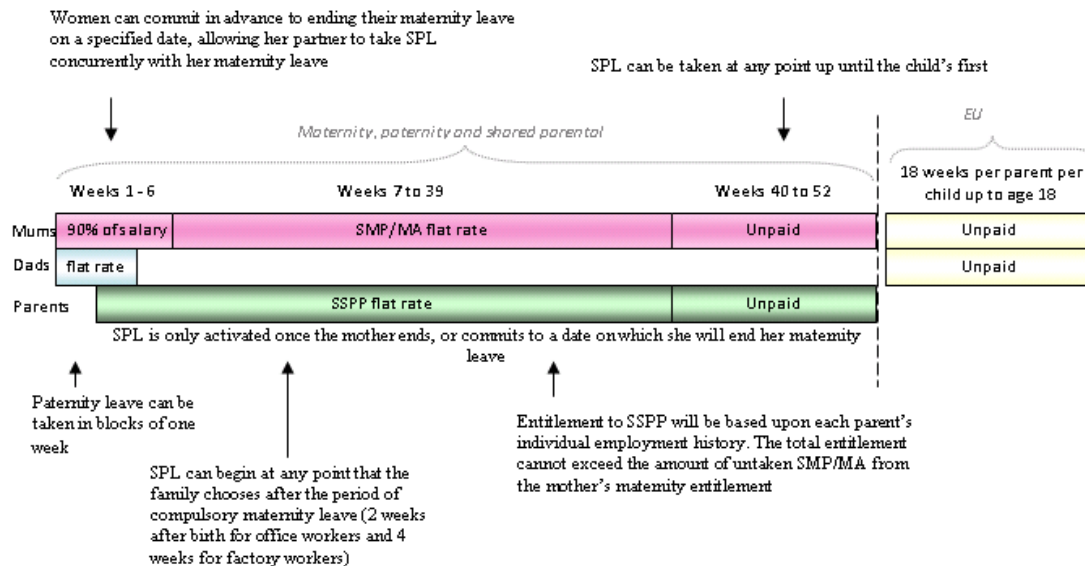 Women can commit in advance to ending their maternity leave
on a specified date, allowing her partner to take SPL
concurrently with her maternity leave
SPL can be taken at any point up until the child's first
Maternity, paternity and shared parental
EU
Weeks 1 - 6
Weeks 7 to 39
Weeks 40 to 52
18 weeks per parent per
child up to age 18
Mums
90% of salary
SMP/MA flat rate
Unpaid
Unpaid
Dads
flat rate
Unpaid
Parents
SSPP flat rate
Unpaid
SPL is only activated once the mother ends, or commits to a date on which she will end her maternity
leave
Paternity leave can be
taken in blocks of one
week
SPL can begin at any point that the
family chooses after the period of
compulsory maternity leave (2 weeks
after birth for office workers and 4
weeks for factory workers)
Entitlement to SSPP will be based upon each parent's
individual employment history. The total entitlement
cannot exceed the amount of untaken SMP/MA from
the mother's maternity entitlement